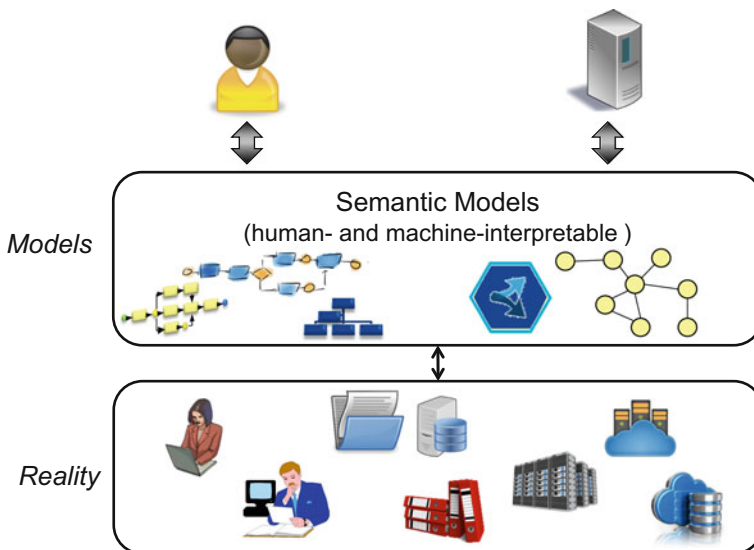 Semantic Models
(human- and machine-interpretable )
Models
Reality